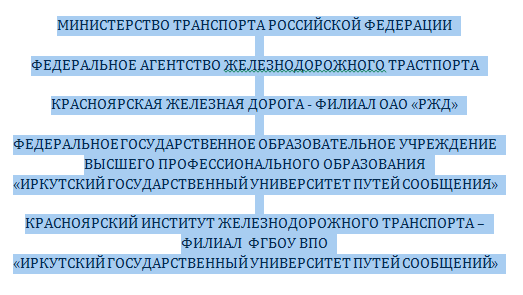 МИНИСТЕРСТВО ТРАНСПОРТА РОССИЙСКОЙ ФЕДЕРАЦИИ
ФЕДЕРАЛЬНОЕ АГЕНТСТВО ЖЕЛЕЗНОДОРОЖНОГО ТРАСТПОРТА
КРАСНОЯРСКАЯ ЖЕЛЕЗНАЯ ДОРОГА - ФИЛИАЛ ОАО «РЖД»
ФЕДЕРАЛЬНОЕ ГОСУДАРСТВЕННОЕ ОБРАЗОВАТЕЛЬНОЕ УЧРЕЖДЕНИЕ
ВЫСШЕГО ПРОФЕССИОНАЛЬНОГО ОБРАЗОВАНИЯ
«ИРКУТСКИЙ ГОСУДАРСТВЕННЫЙ УНИВЕРСИТЕТ ПУТЕЙ СООБЩЕНИЯ»
КРАСНОЯРСКИЙ ИНСТИТУТ ЖЕЛЕЗНОДОРОЖНОГО ТРАНСПОРТА –
ФИЛИАЛ ФГБОУ ВПО
«ИРКУТСКИЙ ГОСУДАРСТВЕННЫЙ УНИВЕРСИТЕТ ПУТЕЙ СООБЩЕНИЙ»